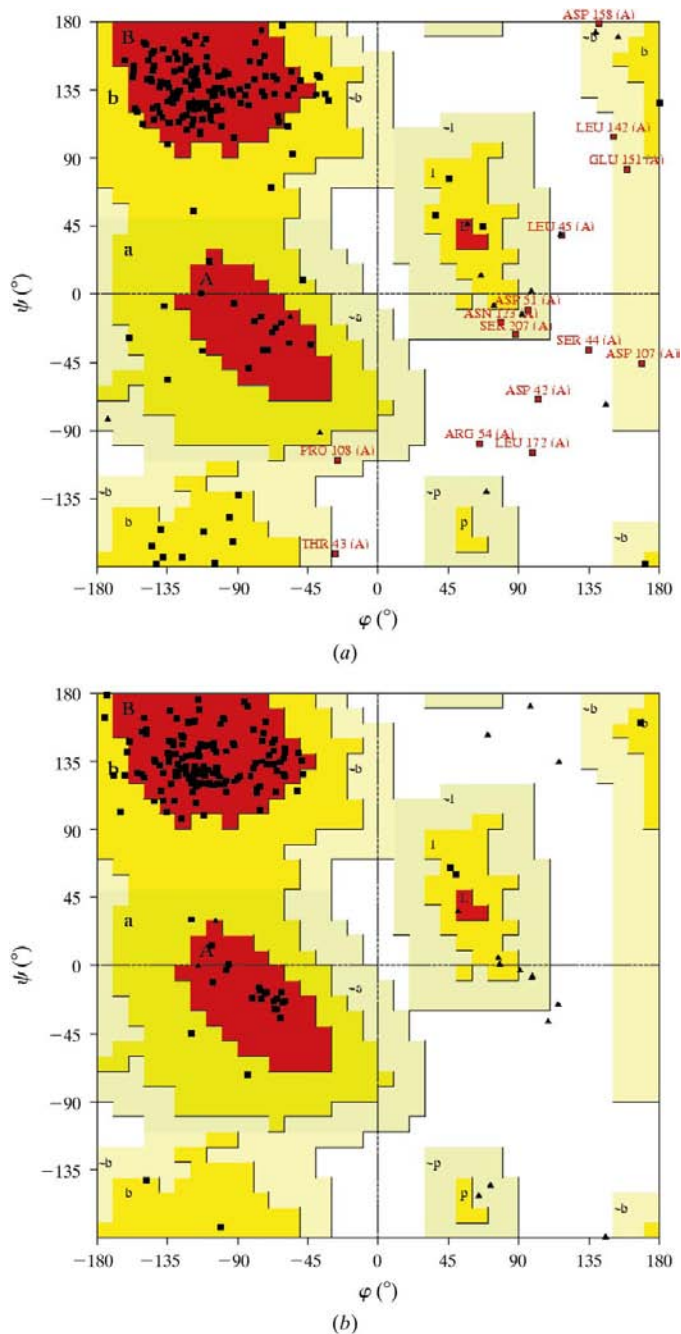 ASP 158 (A)
180
B
~b
b
135
b
~b
LEU 142 (A)
90
~l
GLU 151 (A)
l
45
L
LEU 45 (A)
a
A
ψ (°)
0
~a
ASP 51 (A)
ASN 123 (A)
SER 207 (A)
SER 44 (A)
−45
ASP 107 (A)
ASP 42 (A)
−90
ARG 54 (A)
LEU 172 (A)
PRO 108 (A)
~b
~p
−135
b
p
~b
THR 43 (A)
−180
−135
−90
−45
0
45
90
135
180
φ (°)
(a)
180
B
~b
b
135
b
~b
90
~l
l
45
L
a
A
ψ (°)
0
~a
−45
−90
~b
~p
−135
b
p
~b
−180
−135
−90
−45
0
45
90
135
180
φ (°)
(b)